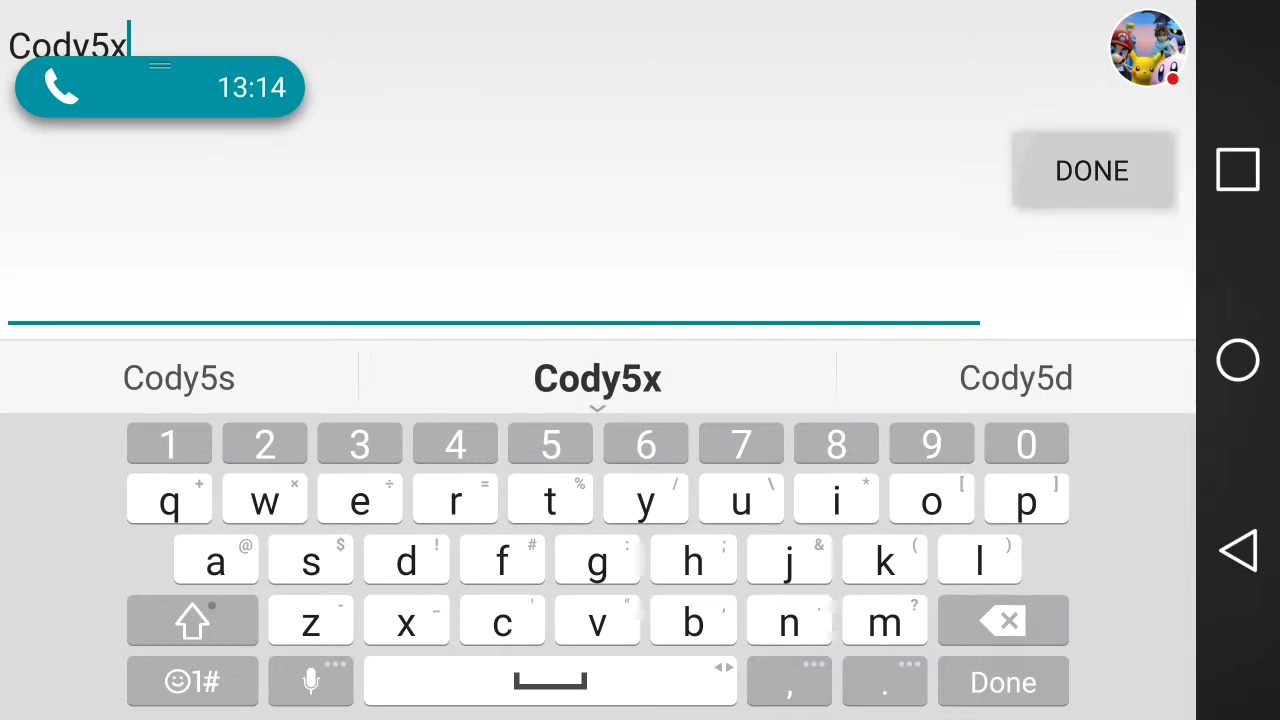 Cody5x
13:14
DONE
Cody5s Cody5x Cody5d
1 2 3 4 5 6 7 8 9 0
q + w × e ÷ r = t % y / u \ i * o [ p ]
a @ s $ d ! f # g : h ; j & k ( l )
z - x _ c ' v " b , n . m ?
1# , . Done